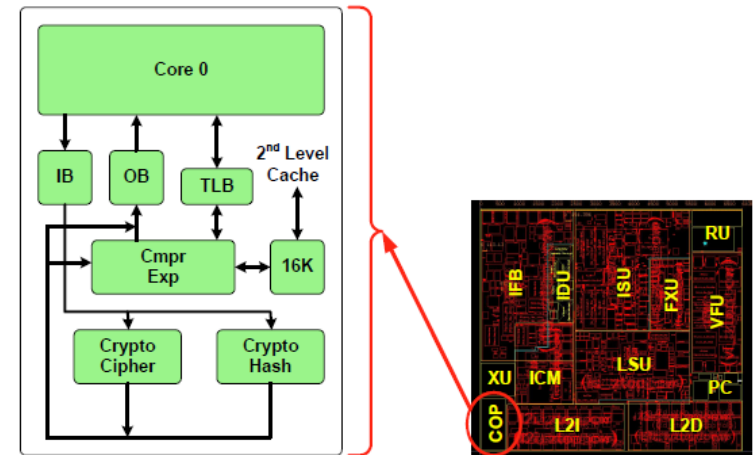 Core 0
2nd Level
Cache
IB
OB
TLB
Cmpr
Exp
16K
Crypto
Cipher
Crypto
Hash
RU
IFB
IDU
ISU
FXU
VFU
LSU
XU
ICM
PC
COP
L2I
L2D